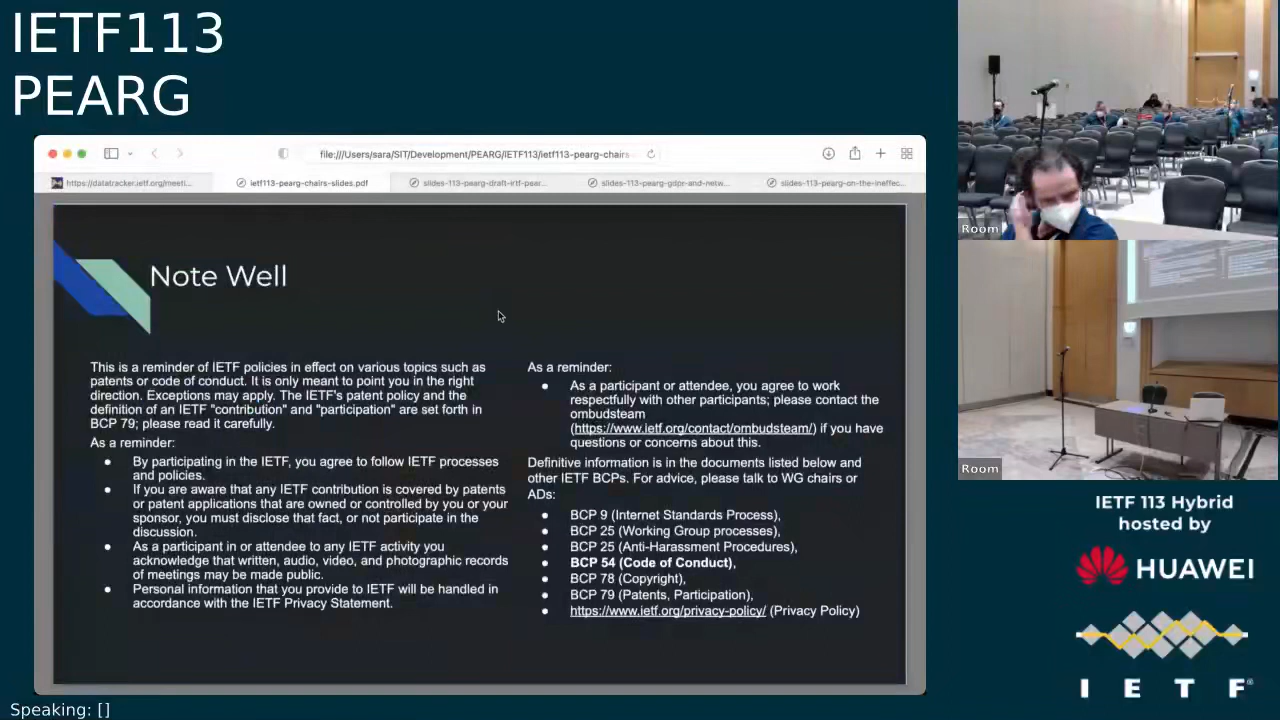 IETF113
PEARG
file:///Users/sara/SIT/Development/PEARG/IETF113/ietf113-pearg-chairs
https://datatracker.ietf.org/meeti...
ietf113-pearg-chairs-slides.pdf
slides-113-pearg-draft-irtf-pear...
slides-113-pearg-gdpr-and-netw...
slides-113-pearg-on-the-ineffec...
Note Well
This is a reminder of IETF policies in effect on various topics such as
patents or code of conduct. It is only meant to point you in the right
direction. Exceptions may apply. The IETF's patent policy and the
definition of an IETF "contribution" and "participation" are set forth in
BCP 79; please read it carefully.
As a reminder:
● By participating in the IETF, you agree to follow IETF processes
and policies.
● If you are aware that any IETF contribution is covered by patents
or patent applications that are owned or controlled by you or your
sponsor, you must disclose that fact, or not participate in the
discussion.
● As a participant in or attendee to any IETF activity you
acknowledge that written, audio, video, and photographic records
of meetings may be made public.
● Personal information that you provide to IETF will be handled in
accordance with the IETF Privacy Statement.
As a reminder:
● As a participant or attendee, you agree to work
respectfully with other participants; please contact the
ombudsteam
(https://www.ietf.org/contact/ombudsteam/) if you have
questions or concerns about this.
Definitive information is in the documents listed below and
other IETF BCPs. For advice, please talk to WG chairs or
ADs:
● BCP 9 (Internet Standards Process),
● BCP 25 (Working Group processes),
● BCP 25 (Anti-Harassment Procedures),
● BCP 54 (Code of Conduct),
● BCP 78 (Copyright),
● BCP 79 (Patents, Participation),
● https://www.ietf.org/privacy-policy/ (Privacy Policy)
Room
Room
IETF 113 Hybrid
hosted by
HUAWEI
I E T F®
Speaking: []